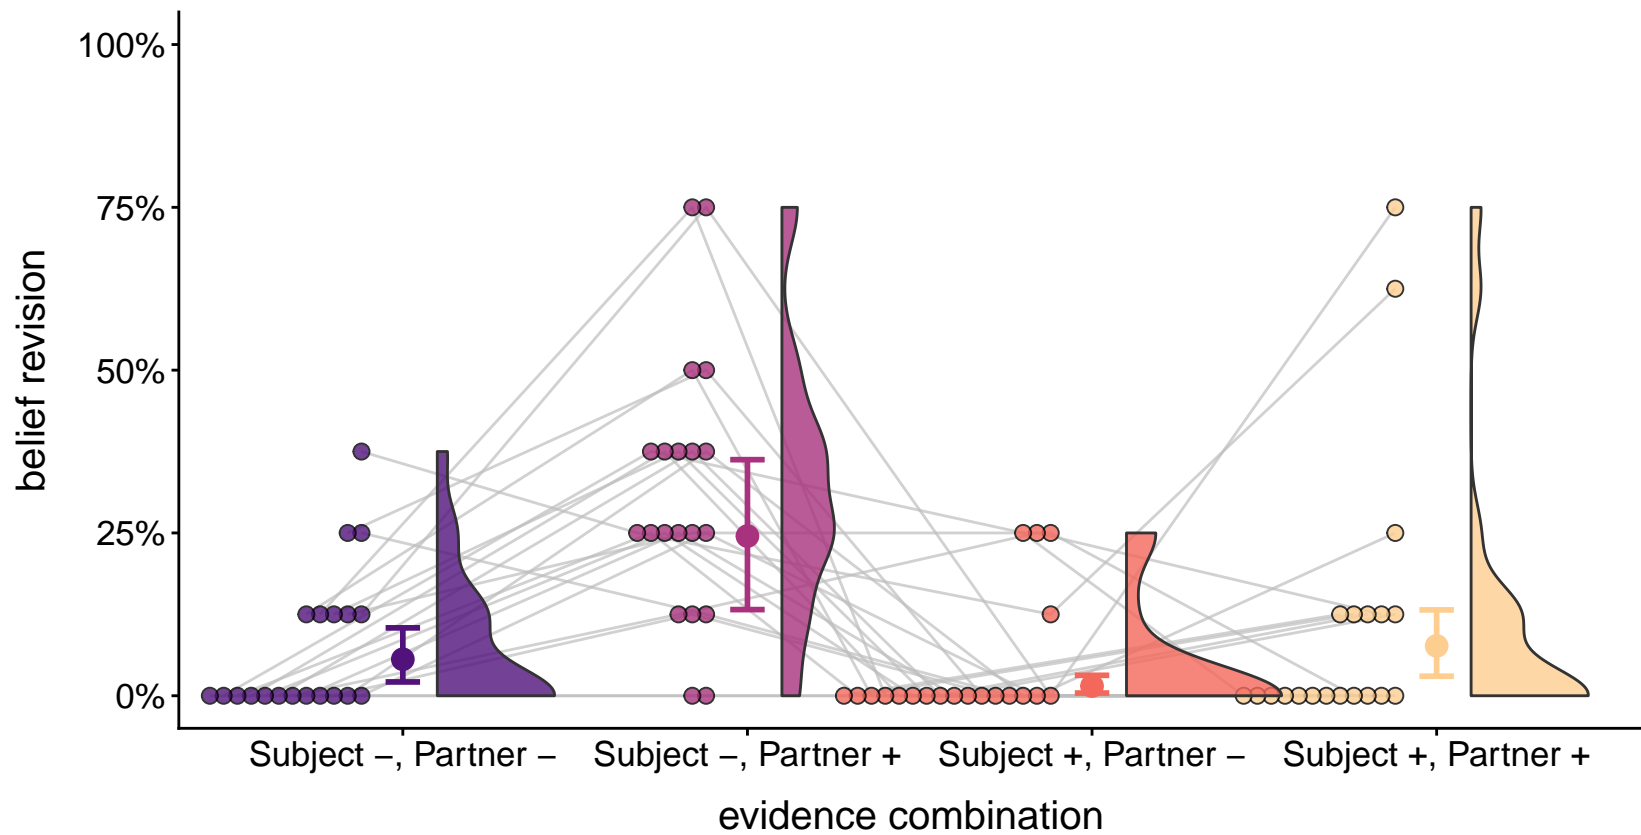 100%
75%
50%
25%
0%
belief revision
Subject –, Partner –
Subject –, Partner +
Subject +, Partner –
Subject +, Partner +
evidence combination